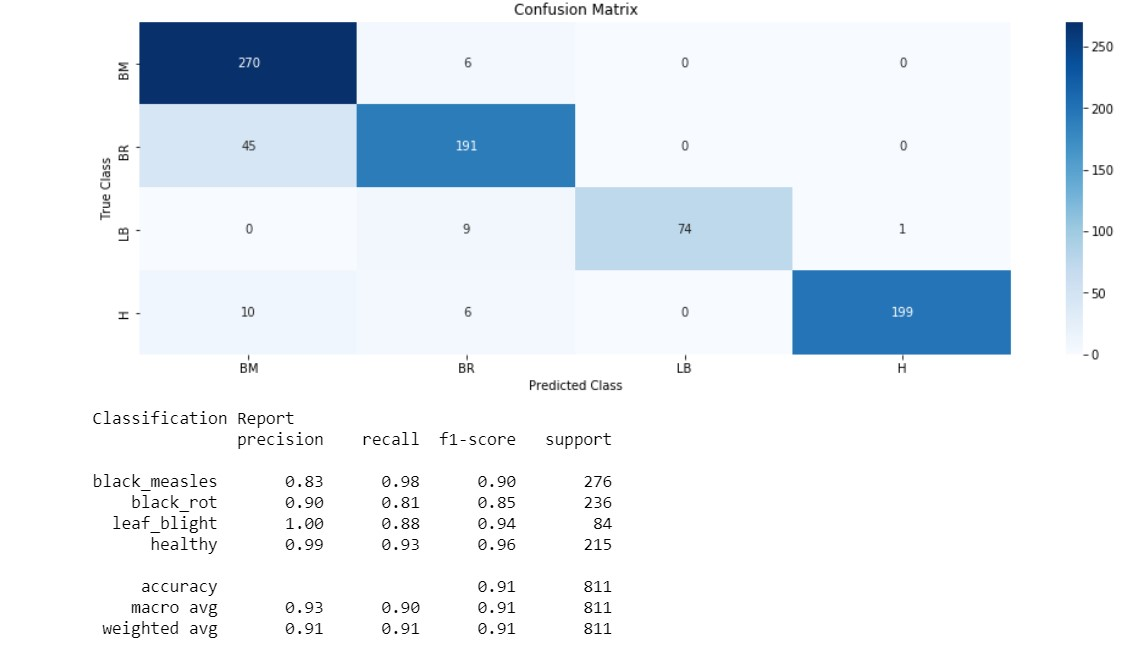 Confusion Matrix
BM 270 6 0 0
BR 45 191 0 0
LB 0 9 74 1
H 10 6 0 199
BM BR LB H
True Class
Predicted Class
250
200
150
100
50
0
Classification Report
precision recall f1-score support
black_measles 0.83 0.98 0.90 276
black_rot 0.90 0.81 0.85 236
leaf_blight 1.00 0.88 0.94 84
healthy 0.99 0.93 0.96 215
accuracy 0.91 811
macro avg 0.93 0.90 0.91 811
weighted avg 0.91 0.91 0.91 811